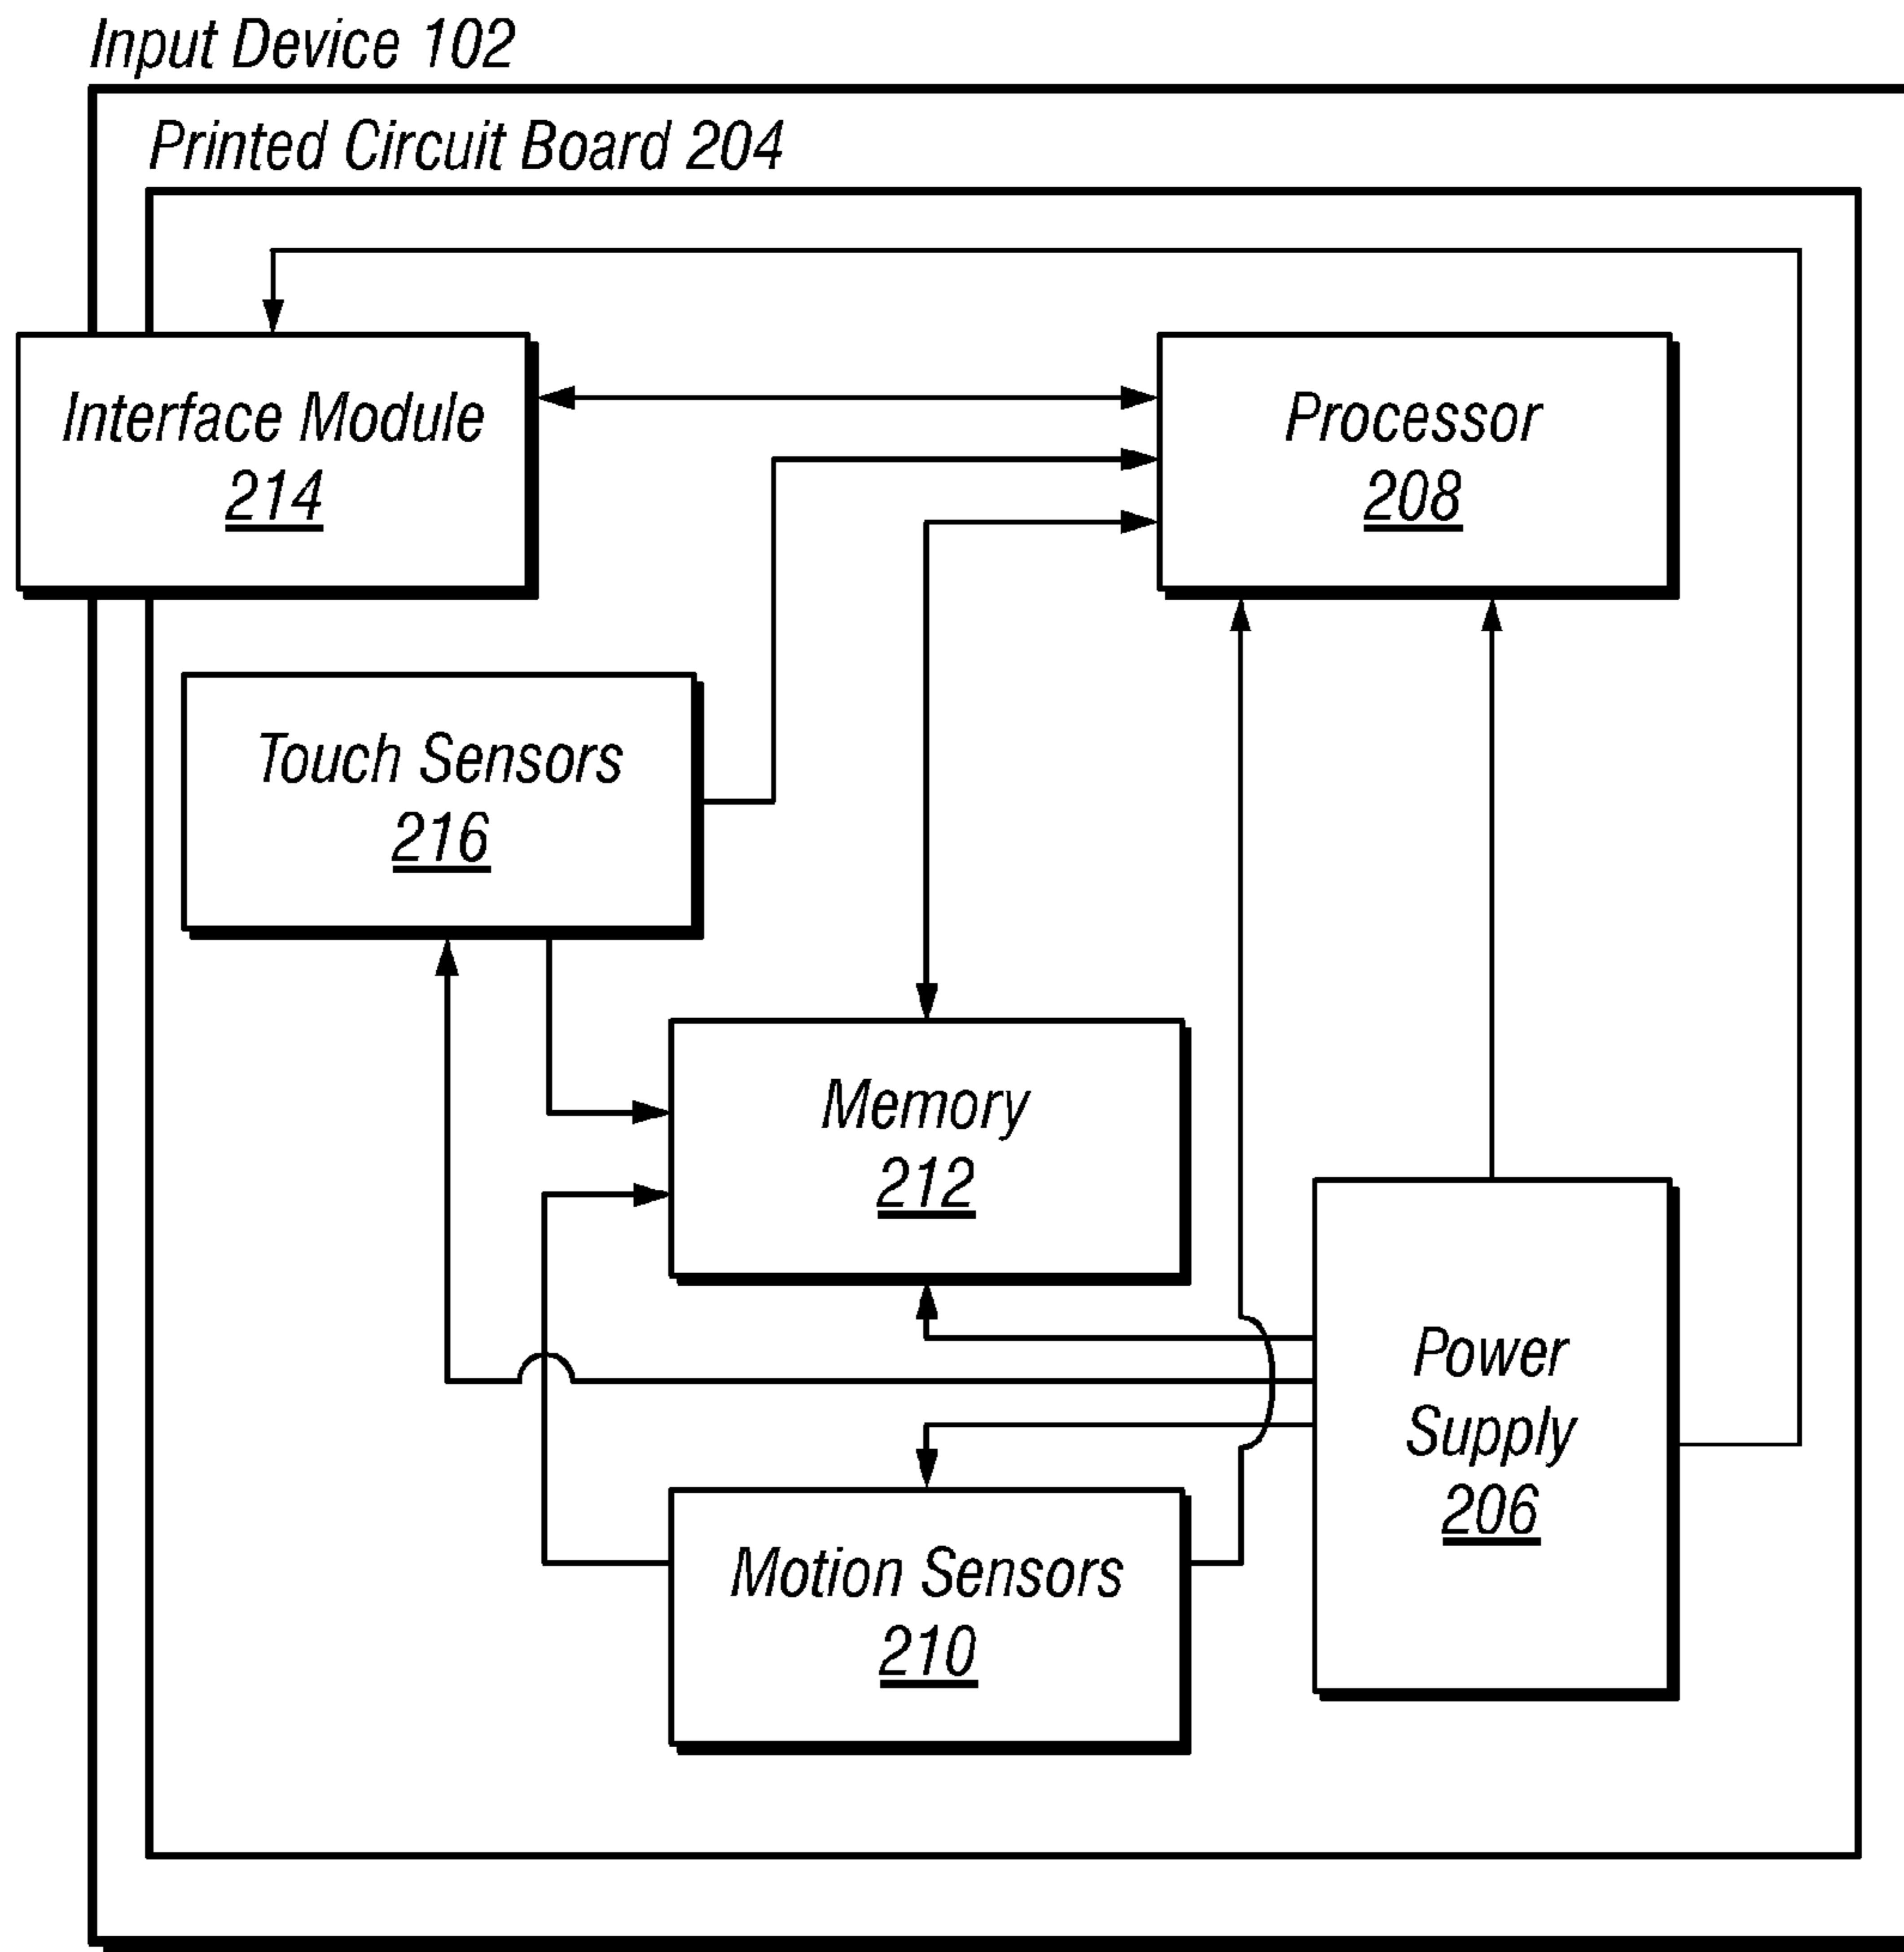 Input Device 102
Printed Circuit Board 204
Interface Module
214
Processor
208
Touch Sensors
216
Memory
212
Power
Supply
206
Motion Sensors
210